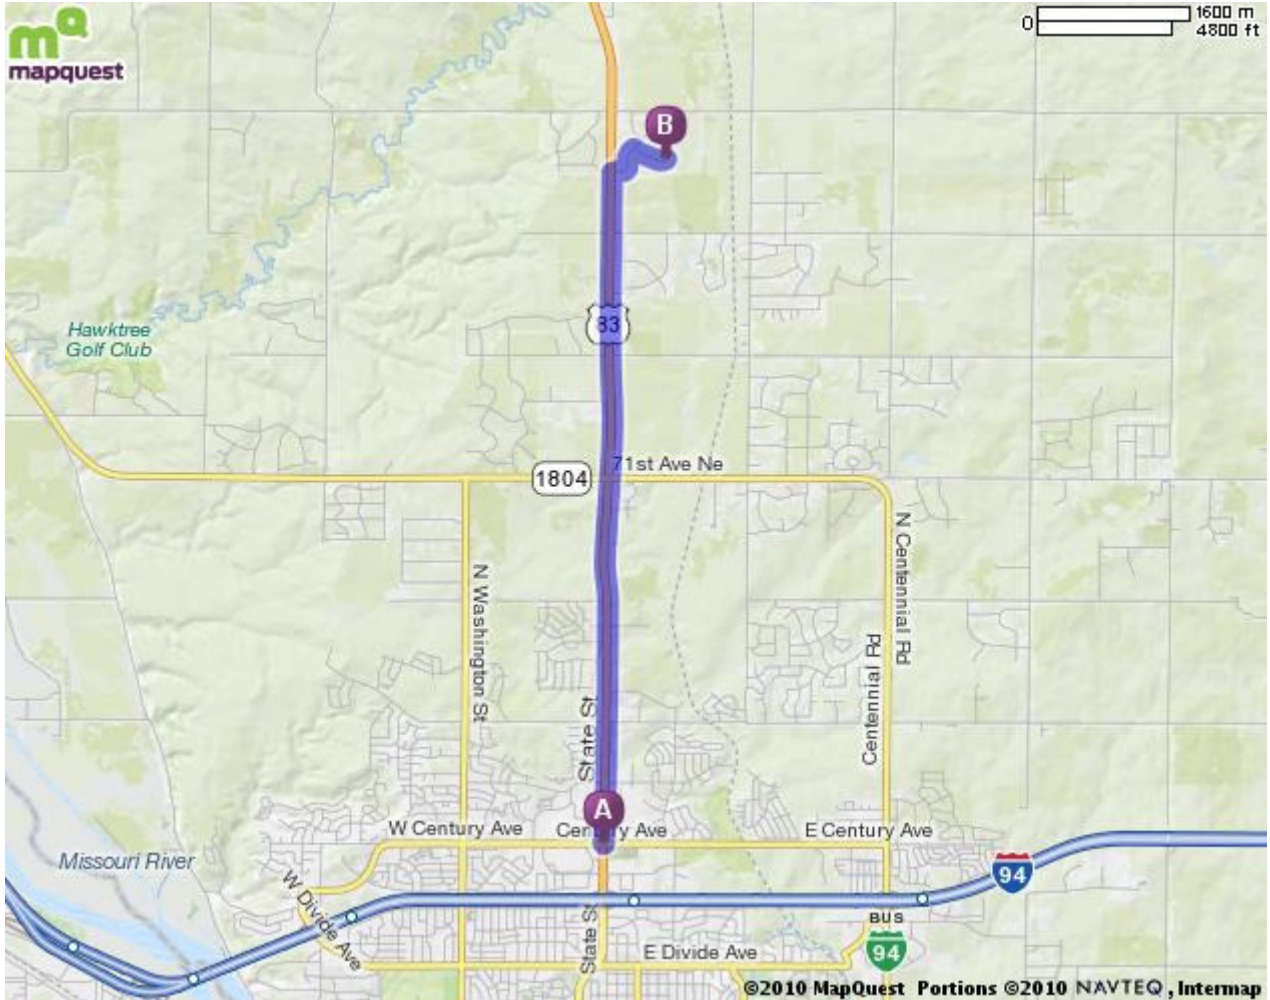 mq
mapquest
0
1600 m
4800 ft
B
83
Hawktree
Golf Club
71st Ave Ne
1804
N Centennial Rd
N Washington St
Centennial Rd
State St
A
W Century Ave
Century Ave
E Century Ave
Missouri River
94
W Divide Ave
BUS
94
State St
E Divide Ave
©2010 MapQuest Portions ©2010 NAVTEQ, Intermap